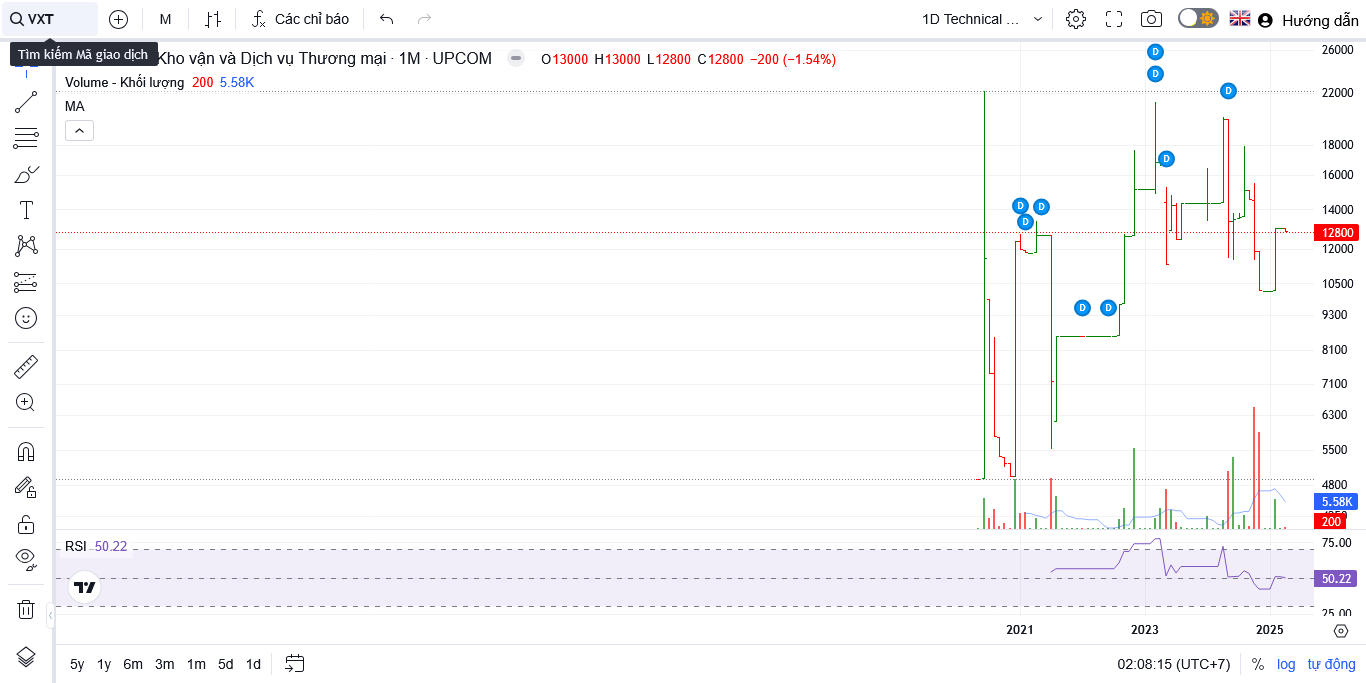 VXT
M
Các chỉ báo
1D Technical ...
Hướng dẫn
Tìm kiếm Mã giao dịch
Kho vận và Dịch vụ Thương mại · 1M · UPCOM
O13000 H13000 L12800 C12800 −200 (−1.54%)
Volume - Khối lượng 200 5.58K
MA
D
D
D
D
D
D
D
D
D
26000
22000
18000
16000
14000
12800
12000
10500
9300
8100
7100
6300
5500
4800
5.58K
200
RSI 50.22
75.00
50.22
25.00
2021
2023
2025
5y 1y 6m 3m 1m 5d 1d
02:08:15 (UTC+7)
% log tự động